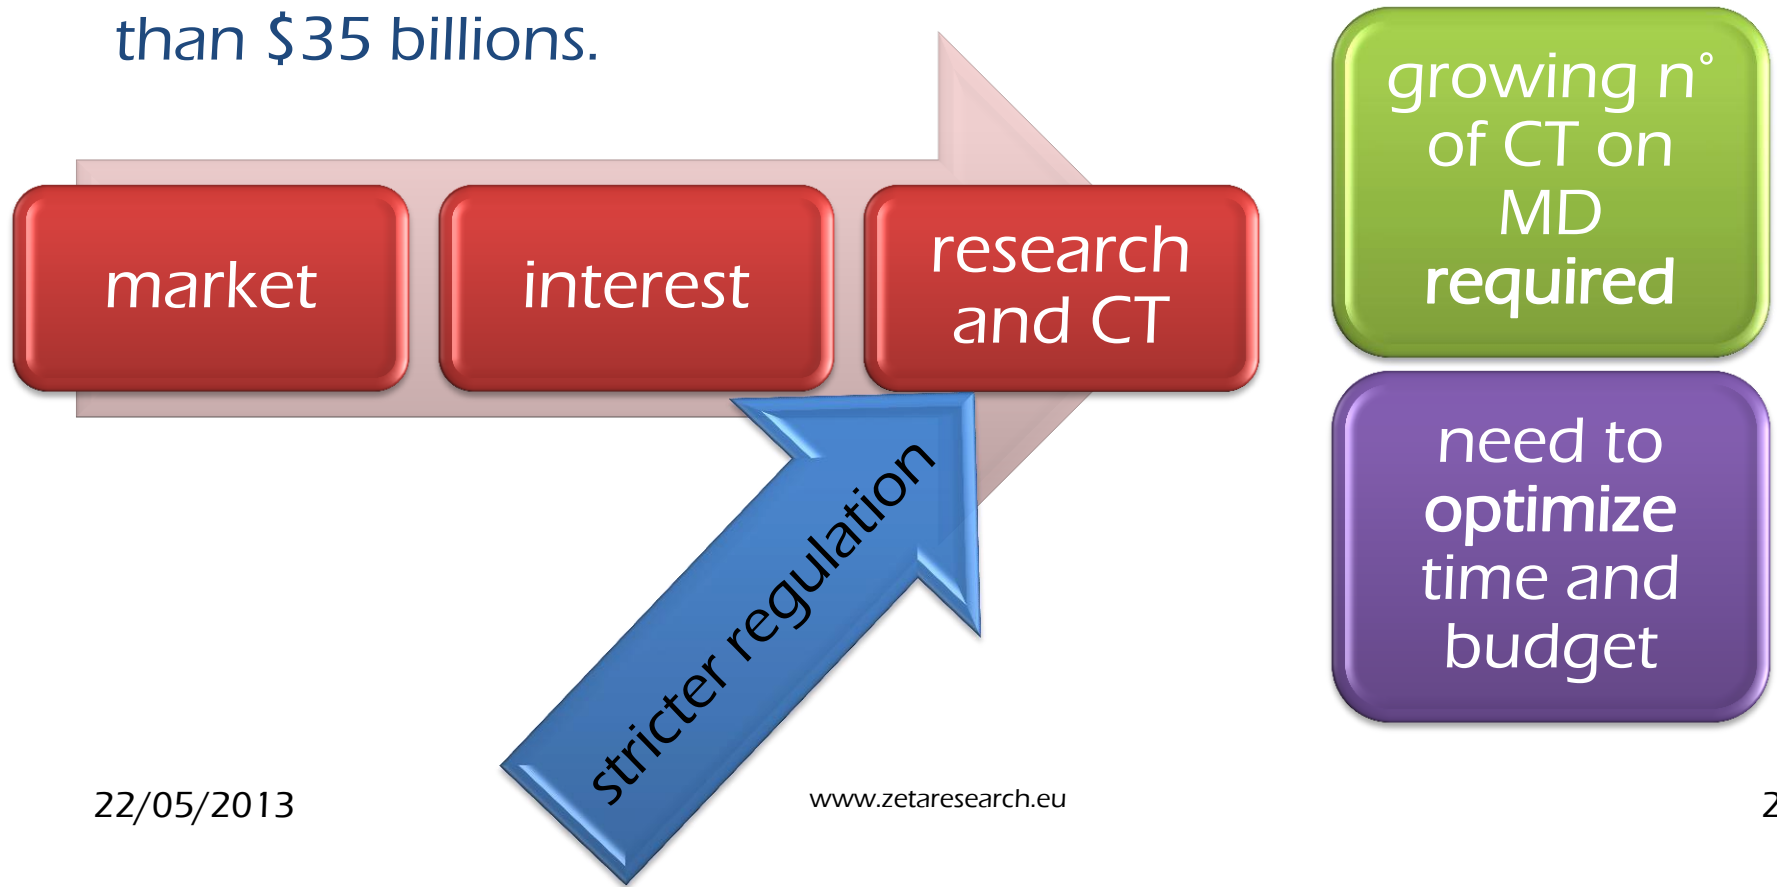 than $35 billions.
market
interest
research
and CT
growing n°
of CT on
MD
required
need to
optimize
time and
budget
stricter regulation
22/05/2013
www.zetaresearch.eu
2